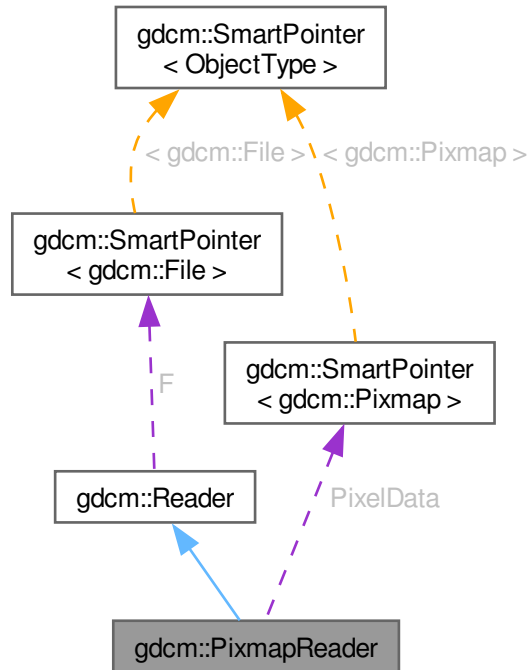 gdcm::SmartPointer
< ObjectType >
< gdcm::File >
< gdcm::Pixmap >
gdcm::SmartPointer
< gdcm::File >
gdcm::SmartPointer
< gdcm::Pixmap >
F
gdcm::Reader
PixelData
gdcm::PixmapReader